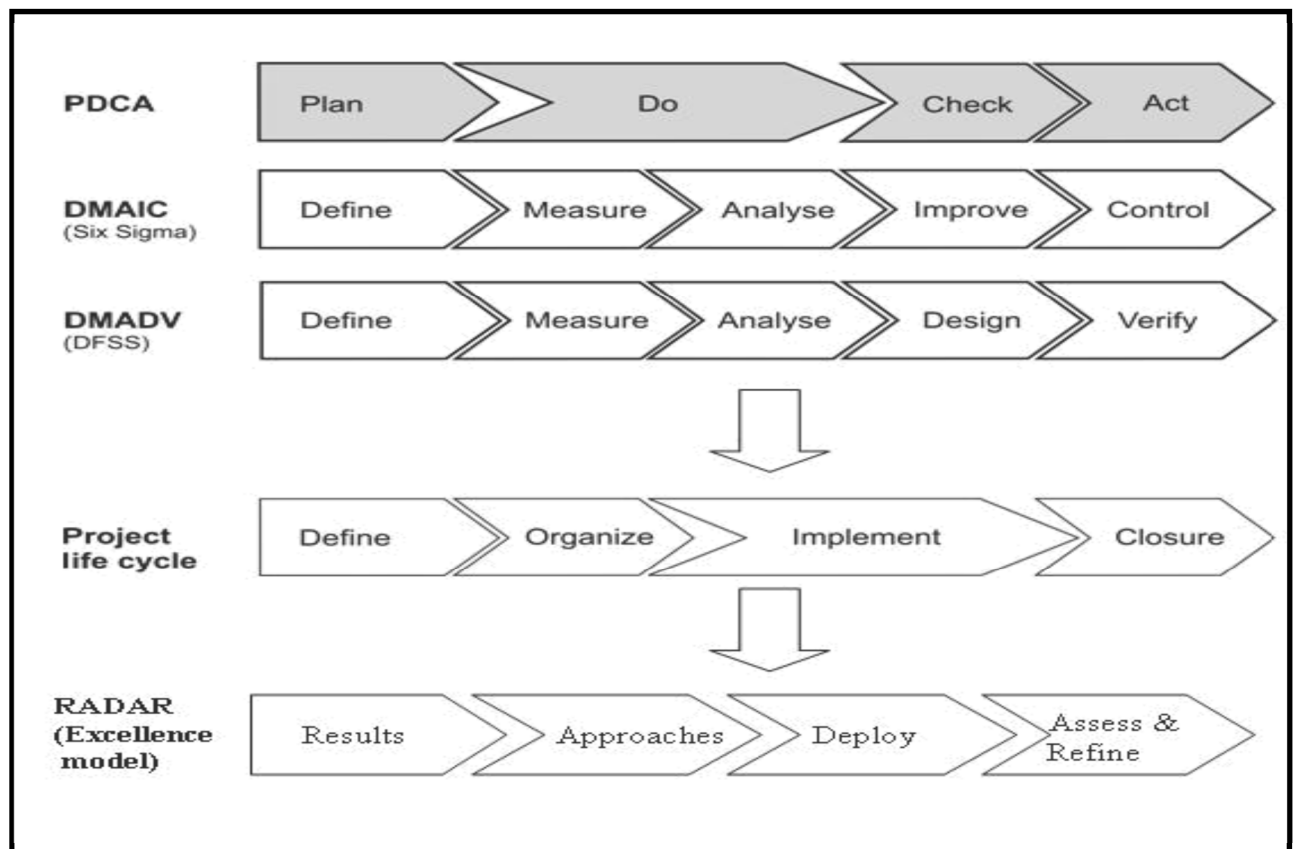 PDCA Plan Do Check Act
DMAIC
(Six Sigma)
Define Measure Analyse Improve Control
DMADV
(DFSS)
Define Measure Analyse Design Verify
Project
life cycle
Define Organize Implement Closure
RADAR
(Excellence
model)
Results Approaches Deploy Assess &
Refine